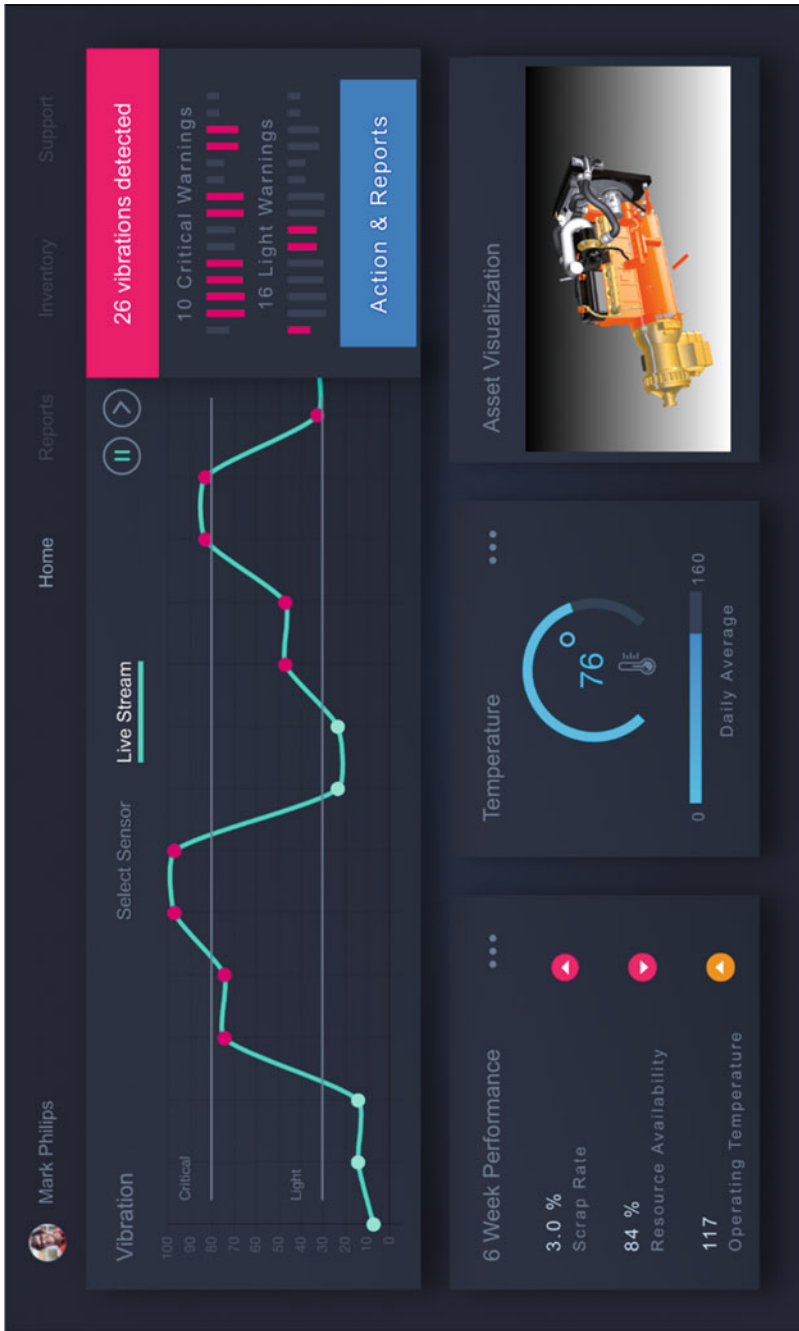 Mark Philips
Home
Reports
Inventory
Support
Vibration
Select Sensor
Live Stream
100
90
80
70
60
50
40
30
20
10
0
Critical
Light
26 vibrations detected
10 Critical Warnings
16 Light Warnings
Action & Reports
6 Week Performance
3.0 %
Scrap Rate
84 %
Resource Availability
117
Operating Temperature
Temperature
76 °
0
160
Daily Average
Asset Visualization